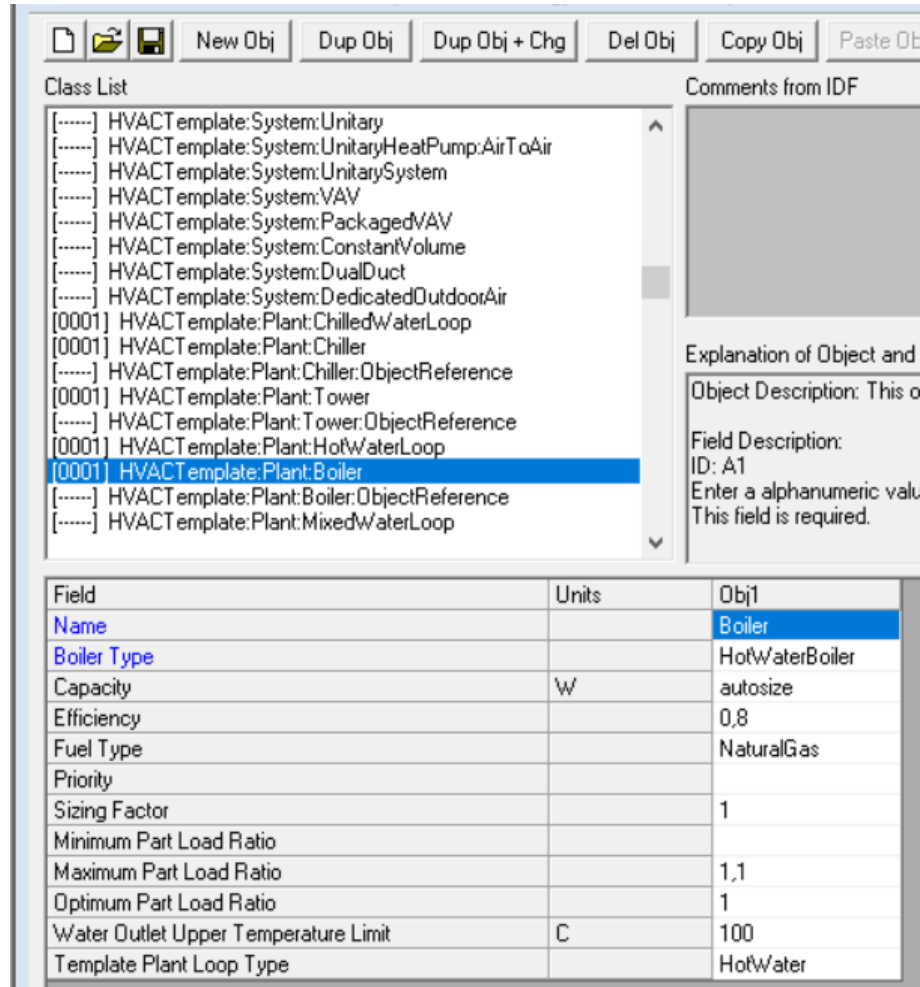 New Obj Dup Obj Dup Obj + Chg Del Obj Copy Obj Paste Ob
Class List
[------] HVACTemplate:System:Unitary
[------] HVACTemplate:System:UnitaryHeatPump:AirToAir
[------] HVACTemplate:System:UnitarySystem
[------] HVACTemplate:System:VAV
[------] HVACTemplate:System:PackagedVAV
[------] HVACTemplate:System:ConstantVolume
[------] HVACTemplate:System:DualDuct
[------] HVACTemplate:System:DedicatedOutdoorAir
[0001] HVACTemplate:Plant:ChilledWaterLoop
[0001] HVACTemplate:Plant:Chiller
[------] HVACTemplate:Plant:Chiller:ObjectReference
[0001] HVACTemplate:Plant:Tower
[------] HVACTemplate:Plant:Tower:ObjectReference
[0001] HVACTemplate:Plant:HotWaterLoop
[0001] HVACTemplate:Plant:Boiler
[------] HVACTemplate:Plant:Boiler:ObjectReference
[------] HVACTemplate:Plant:MixedWaterLoop
Comments from IDF
Explanation of Object and
Object Description: This o
Field Description:
ID: A1
Enter a alphanumeric valu
This field is required.
Field Units Obj1
Name Boiler
Boiler Type HotWaterBoiler
Capacity W autosize
Efficiency 0,8
Fuel Type NaturalGas
Priority
Sizing Factor 1
Minimum Part Load Ratio
Maximum Part Load Ratio 1,1
Optimum Part Load Ratio 1
Water Outlet Upper Temperature Limit C 100
Template Plant Loop Type HotWater